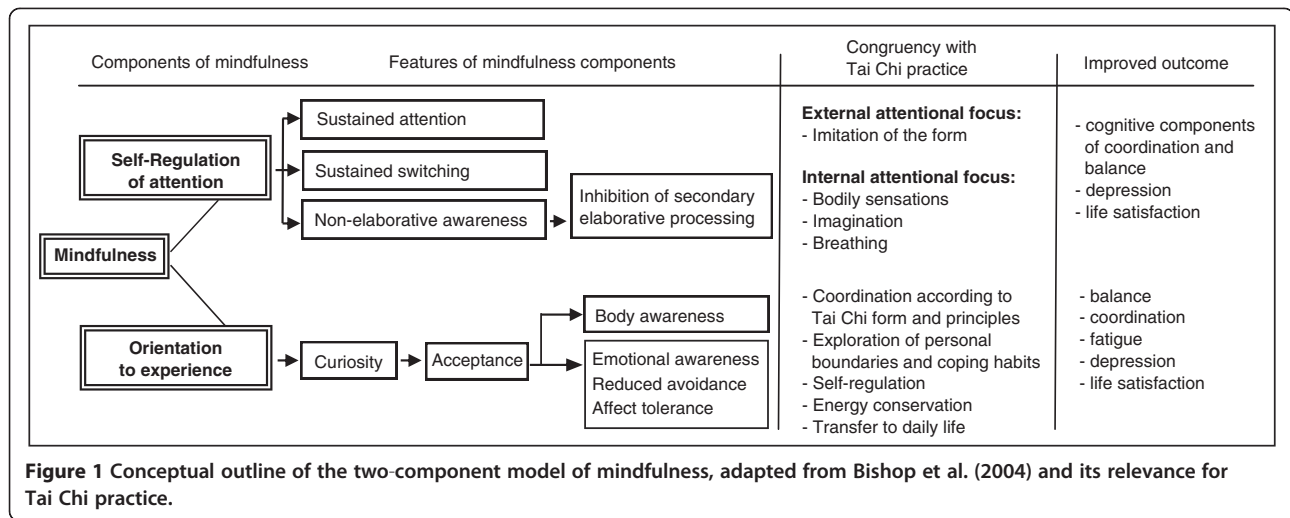 Components of mindfulness
Features of mindfulness components
Congruency with
Tai Chi practice
Improved outcome
Self-Regulation
of attention
Sustained attention
Sustained switching
Non-elaborative awareness
Inhibition of secondary
elaborative processing
External attentional focus:
- Imitation of the form
Internal attentional focus:
- Bodily sensations
- Imagination
- Breathing
- cognitive components
of coordination and
balance
- depression
- life satisfaction
Mindfulness
Orientation
to experience
Curiosity
Acceptance
Body awareness
Emotional awareness
Reduced avoidance
Affect tolerance
- Coordination according to
Tai Chi form and principles
- Exploration of personal
boundaries and coping habits
- Self-regulation
- Energy conservation
- Transfer to daily life
- balance
- coordination
- fatigue
- depression
- life satisfaction
Figure 1 Conceptual outline of the two-component model of mindfulness, adapted from Bishop et al. (2004) and its relevance for
Tai Chi practice.